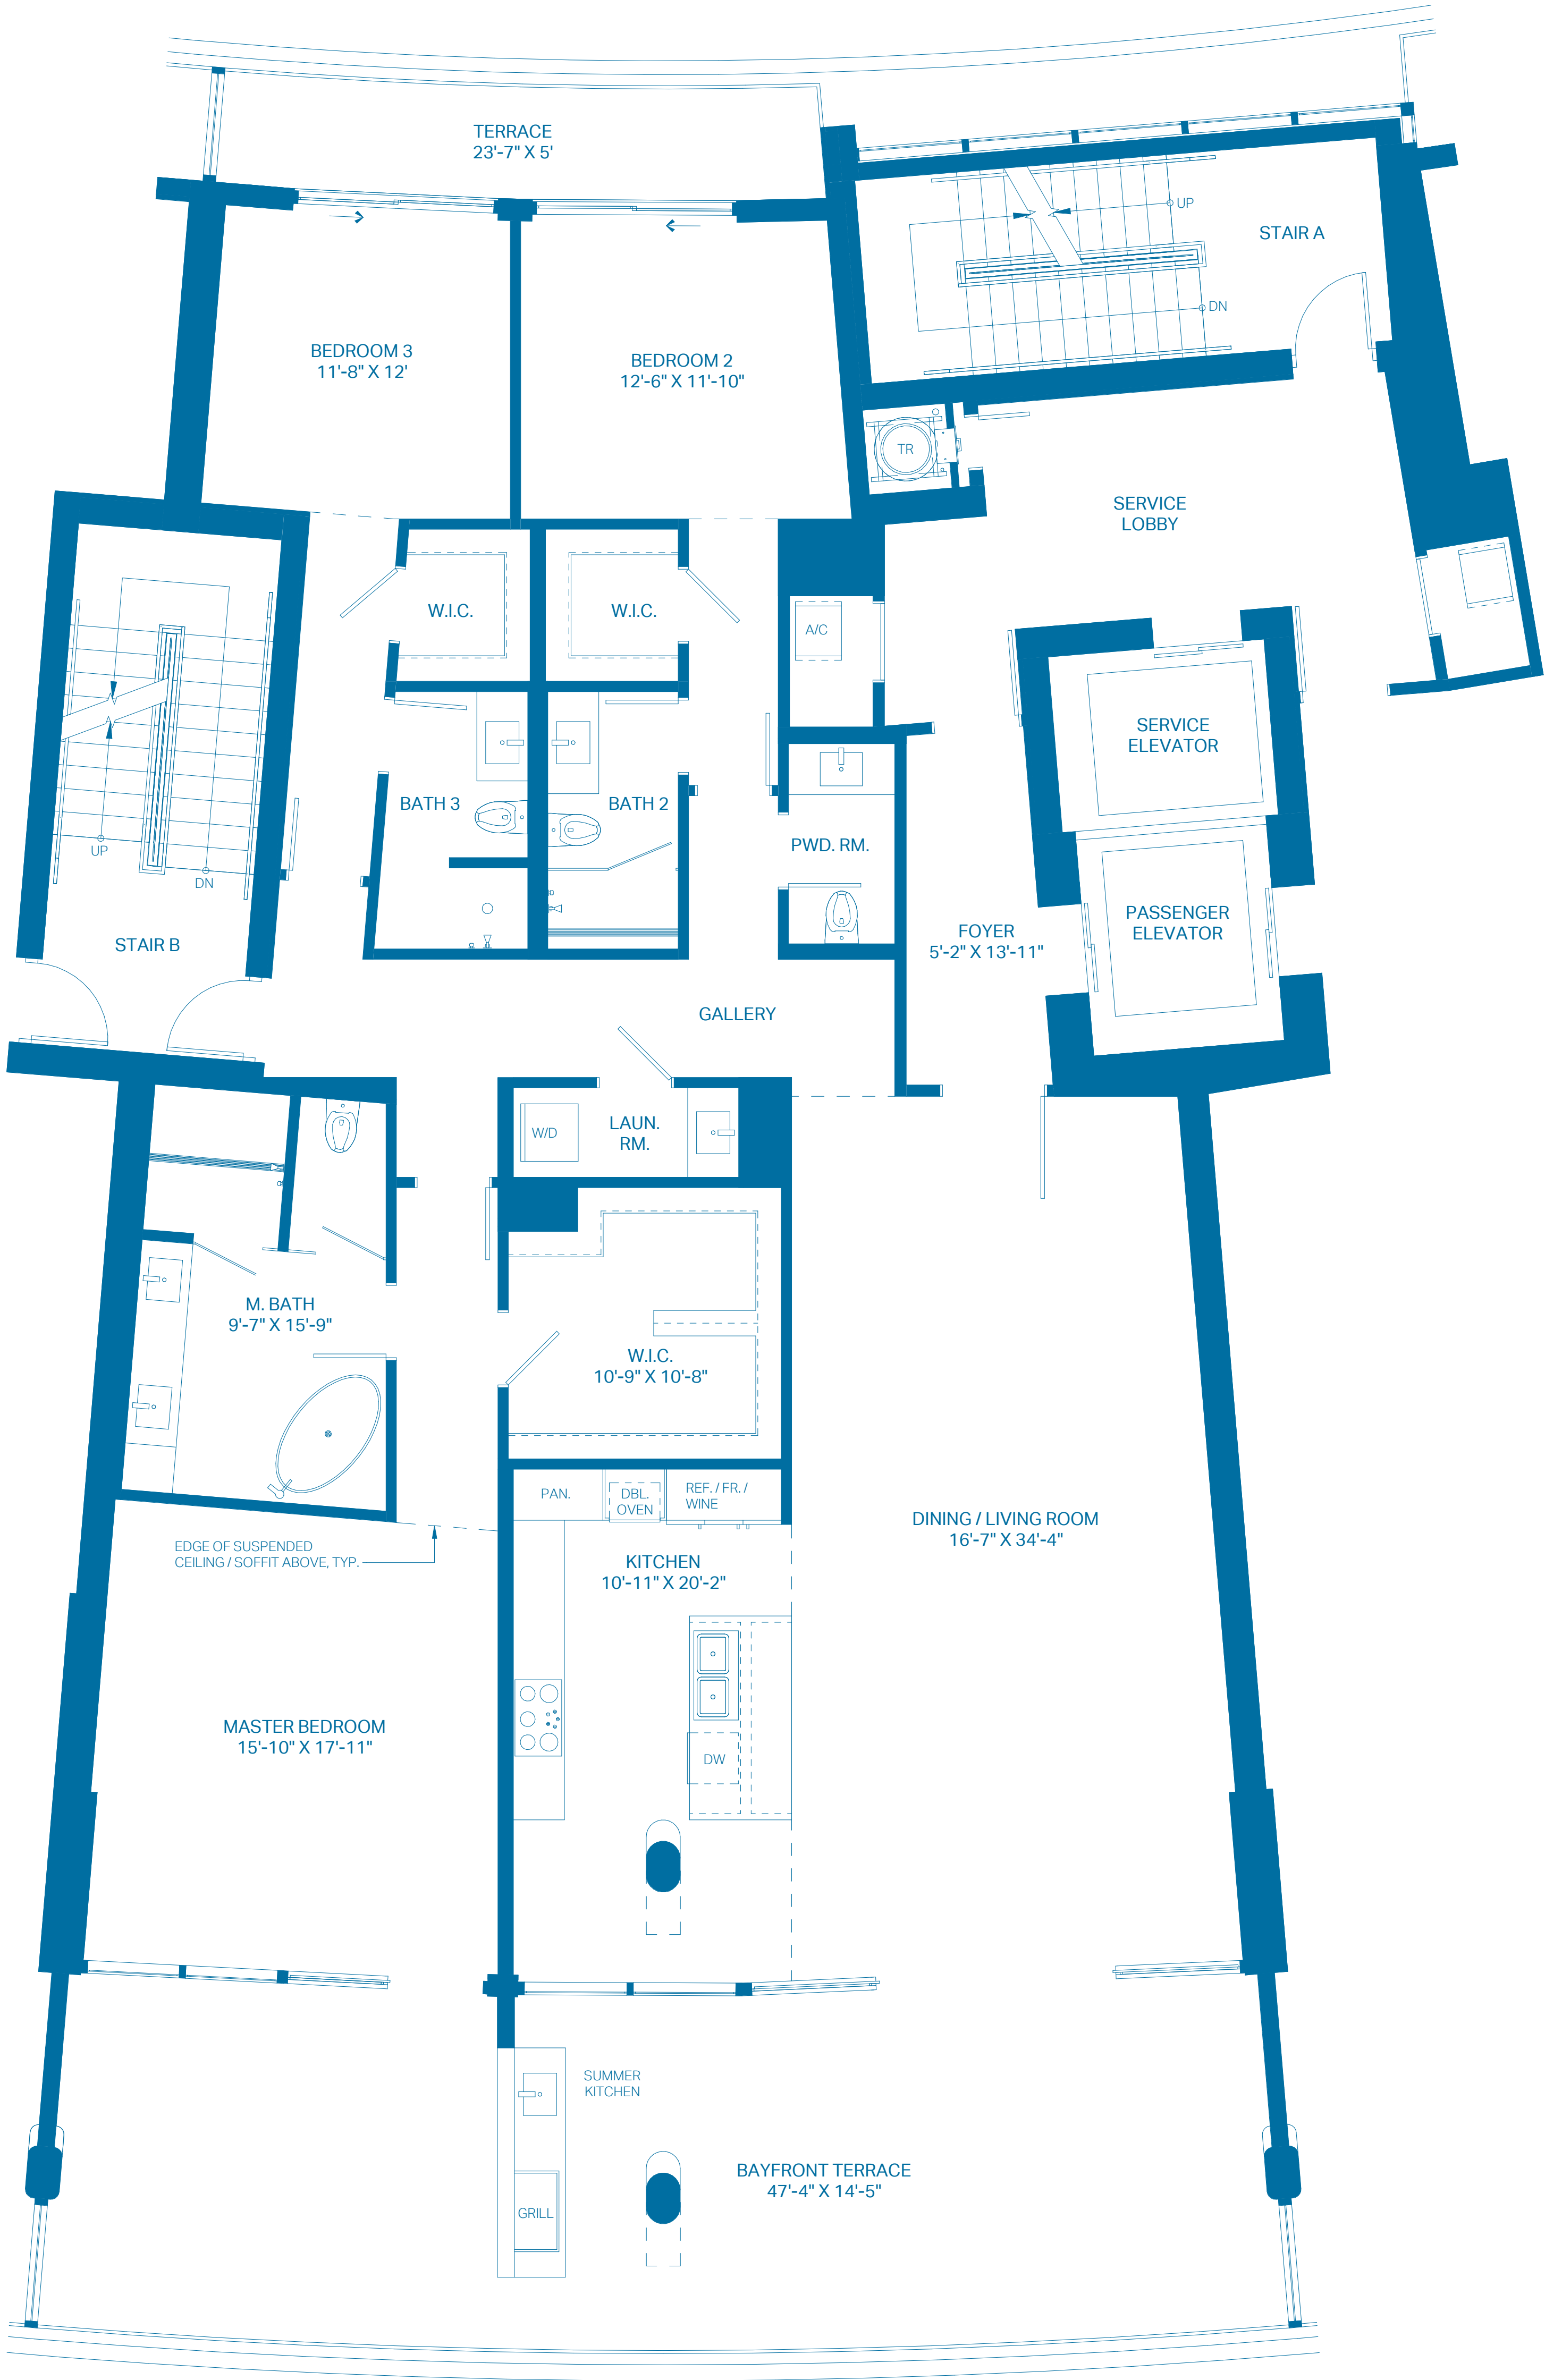 TERRACE
23'-7" X 5'
UP
STAIR A
DN
BEDROOM 3
11'-8" X 12'
BEDROOM 2
12'-6" X 11'-10"
TR
SERVICE
LOBBY
W.I.C.
W.I.C.
A/C
SERVICE
ELEVATOR
BATH 3
BATH 2
PWD. RM.
UP
DN
STAIR B
FOYER
5'-2" X 13'-11"
PASSENGER
ELEVATOR
GALLERY
W/D
LAUN.
RM.
M. BATH
9'-7" X 15'-9"
W.I.C.
10'-9" X 10'-8"
PAN.
DBL.
OVEN
REF. / FR. /
WINE
DINING / LIVING ROOM
16'-7" X 34'-4"
EDGE OF SUSPENDED
CEILING / SOFFIT ABOVE, TYP.
KITCHEN
10'-11" X 20'-2"
MASTER BEDROOM
15'-10" X 17'-11"
DW
SUMMER
KITCHEN
BAYFRONT TERRACE
47'-4" X 14'-5"
GRILL